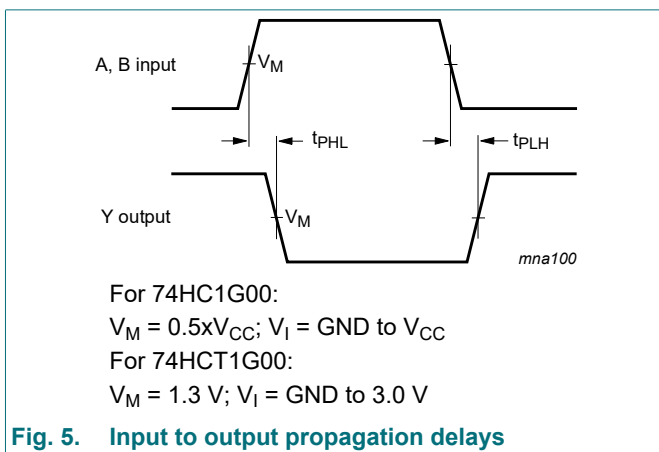 A, B input
VM
tPHL
tPLH
Y output
VM
mna100
For 74HC1G00:
VM = 0.5xVCC; VI = GND to VCC
For 74HCT1G00:
VM = 1.3 V; VI = GND to 3.0 V
Fig. 5. Input to output propagation delays